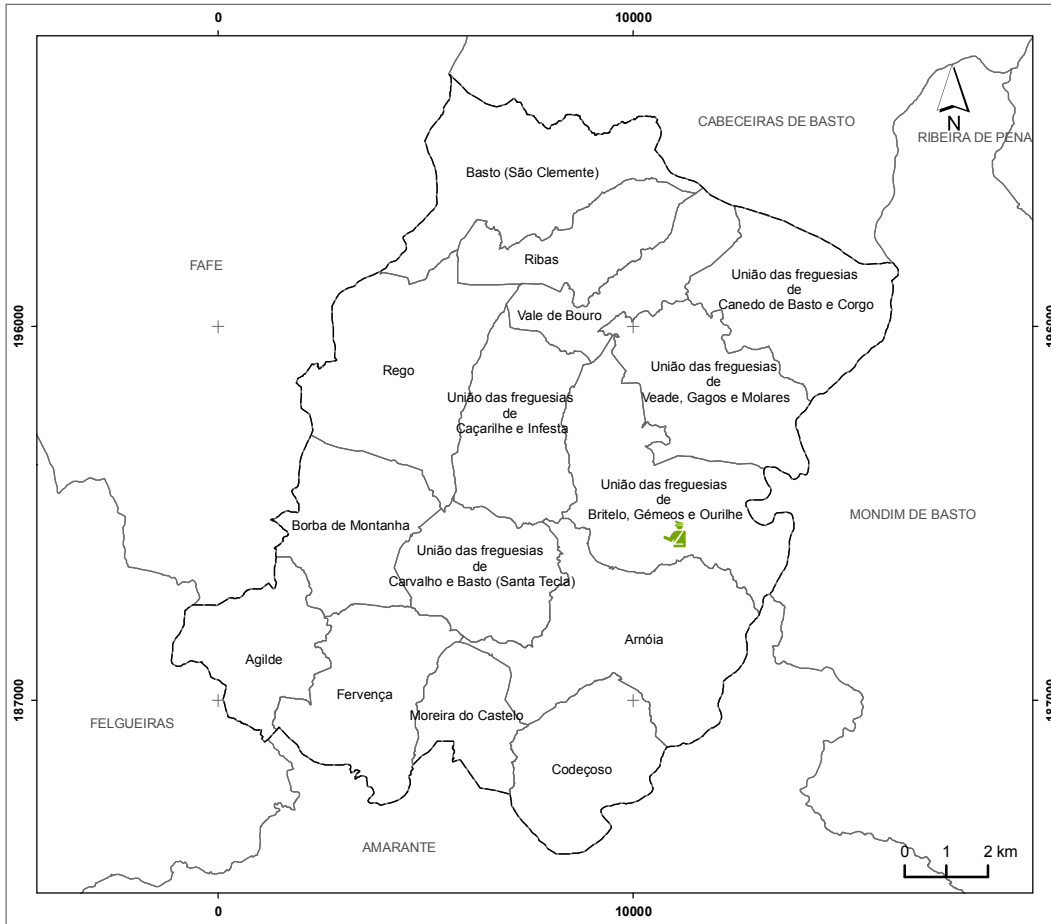 0
10000
CABECEIRAS DE BASTO
N
RIBEIRA DE PENA
Basto (São Clemente)
Ribas
FAFE
União das freguesias
de
Canedo de Basto e Corgo
196000
196000
Vale de Bouro
Rego
União das freguesias
de
Veade, Gagos e Molares
União das freguesias
de
Caçarilhe e Infesta
União das freguesias
de
Britelo, Gémeos e Ourilhe
MONDIM DE BASTO
Borba de Montanha
União das freguesias
de
Carvalho e Basto (Santa Tecla)
Arnóia
Agilde
Fervença
187000
187000
Moreira do Castelo
FELGUEIRAS
Codeçoso
AMARANTE
0 1 2 km
0
10000